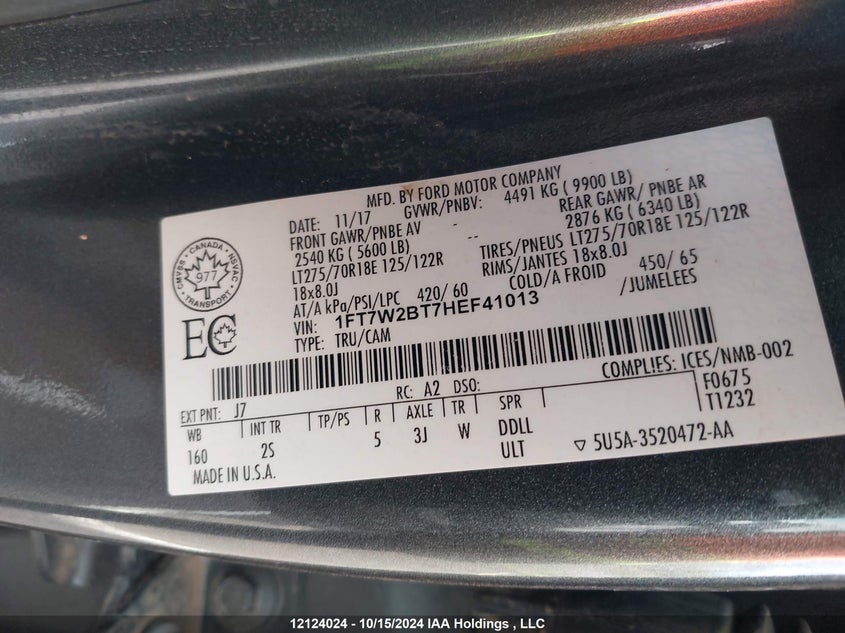 MFD. BY FORD MOTOR COMPANY
DATE: 11/17 GVWR/PNBV: 4491 KG ( 9900 LB)
FRONT GAWR/PNBE AV -- REAR GAWR/ PNBE AR
2540 KG ( 5600 LB) -- 2876 KG ( 6340 LB)
LT275/70R18E 125/122R TIRES/PNEUS LT275/70R18E 125/122R
18x8.0J RIMS/JANTES 18x8.0J
AT/A kPa/PSI/LPC 420/ 60 COLD/A FROID 450/ 65
VIN: 1FT7W2BT7HEF41013 /JUMELEES
TYPE: TRU/CAM
CANADA
977
TRANSPORT
CMVSS
NSVAC
EC
COMPLIES: ICES/NMB-002
RC: A2 DSO:
EXT PNT: J7 F0675
T1232
WB INT TR TP/PS R AXLE TR SPR
160 2S 5 3J W DDLL
ULT
MADE IN U.S.A. ▽ 5U5A-3520472-AA
12124024 - 10/15/2024 IAA Holdings , LLC